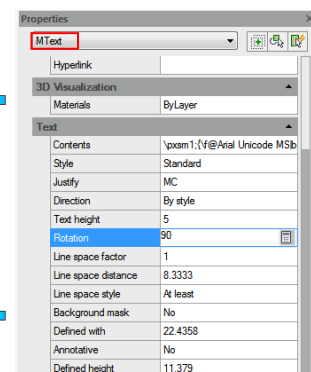 Properties
MText
Hyperlink
3D Visualization
Materials ByLayer
Text
Contents \pxsm1;{\f@Arial Unicode MS|b
Style Standard
Justify MC
Direction By style
Text height 5
Rotation 90
Line space factor 1
Line space distance 8.3333
Line space style At least
Background mask No
Defined with 22.4358
Annotative No
Defined height 11.379